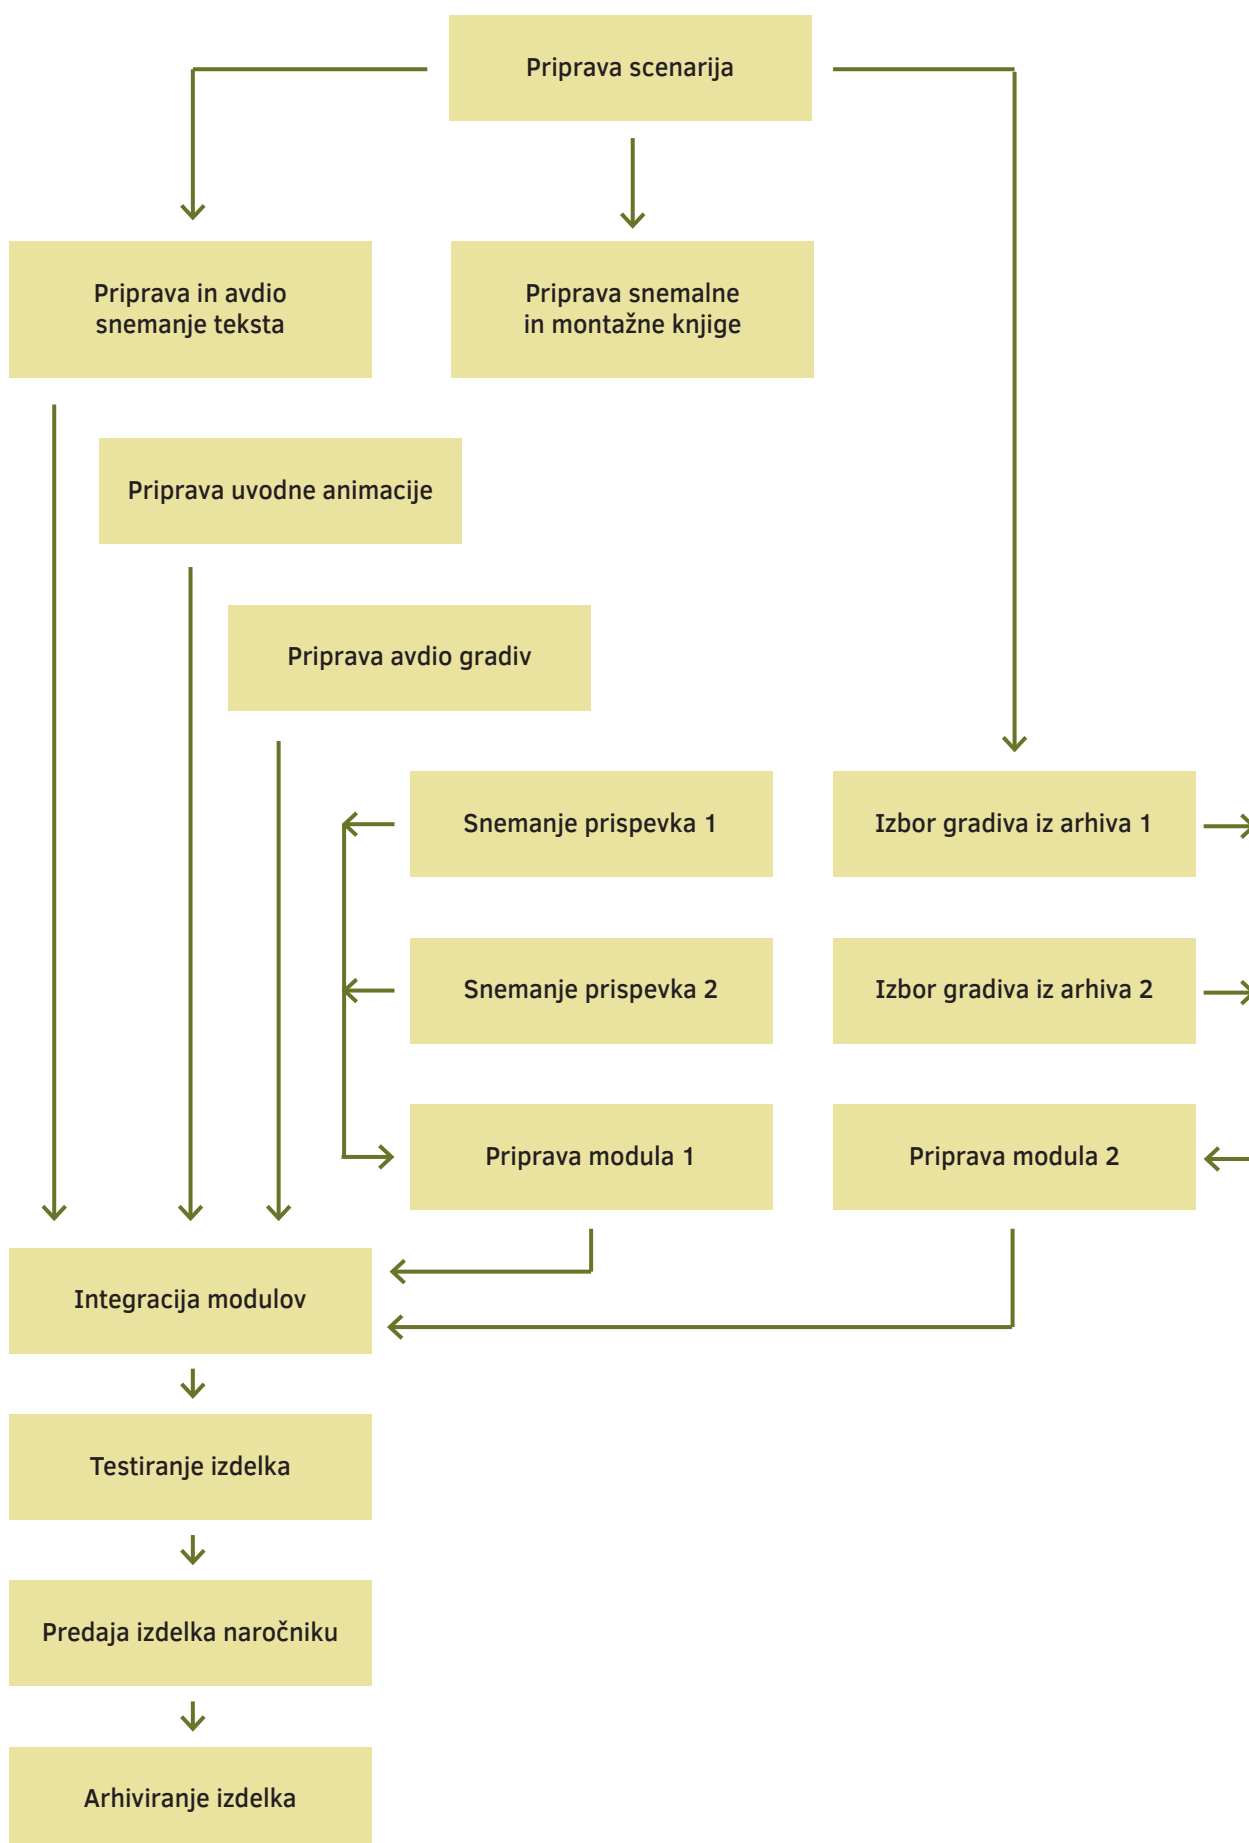 Priprava scenarija
Priprava in avdio
snemanje teksta
Priprava snemalne
in montažne knjige
Priprava uvodne animacije
Priprava avdio gradiv
Snemanje prispevka 1
Izbor gradiva iz arhiva 1
Snemanje prispevka 2
Izbor gradiva iz arhiva 2
Priprava modula 1
Priprava modula 2
Integracija modulov
Testiranje izdelka
Predaja izdelka naročniku
Arhiviranje izdelka